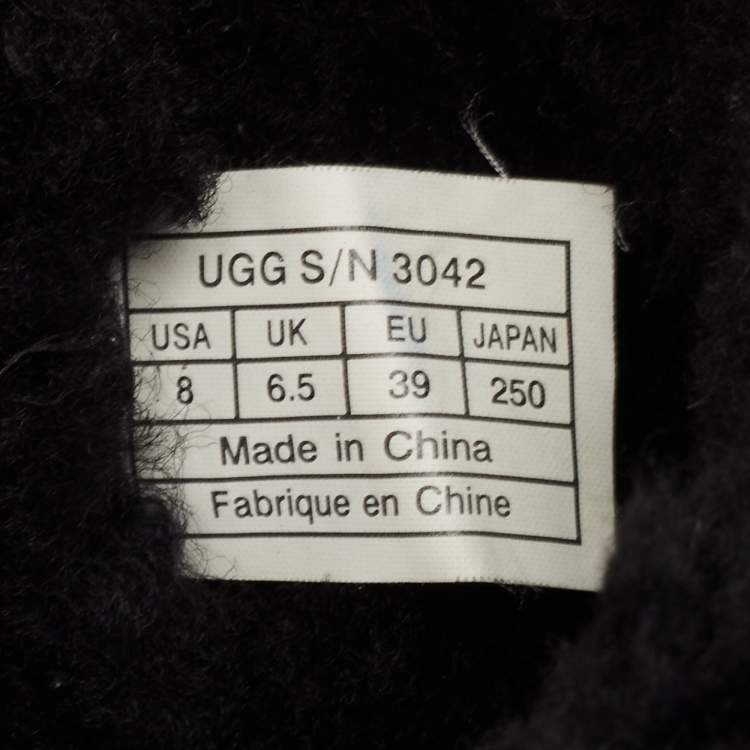 UGG S/N 3042
USA UK EU JAPAN
8 6.5 39 250
Made in China
Fabrique en Chine